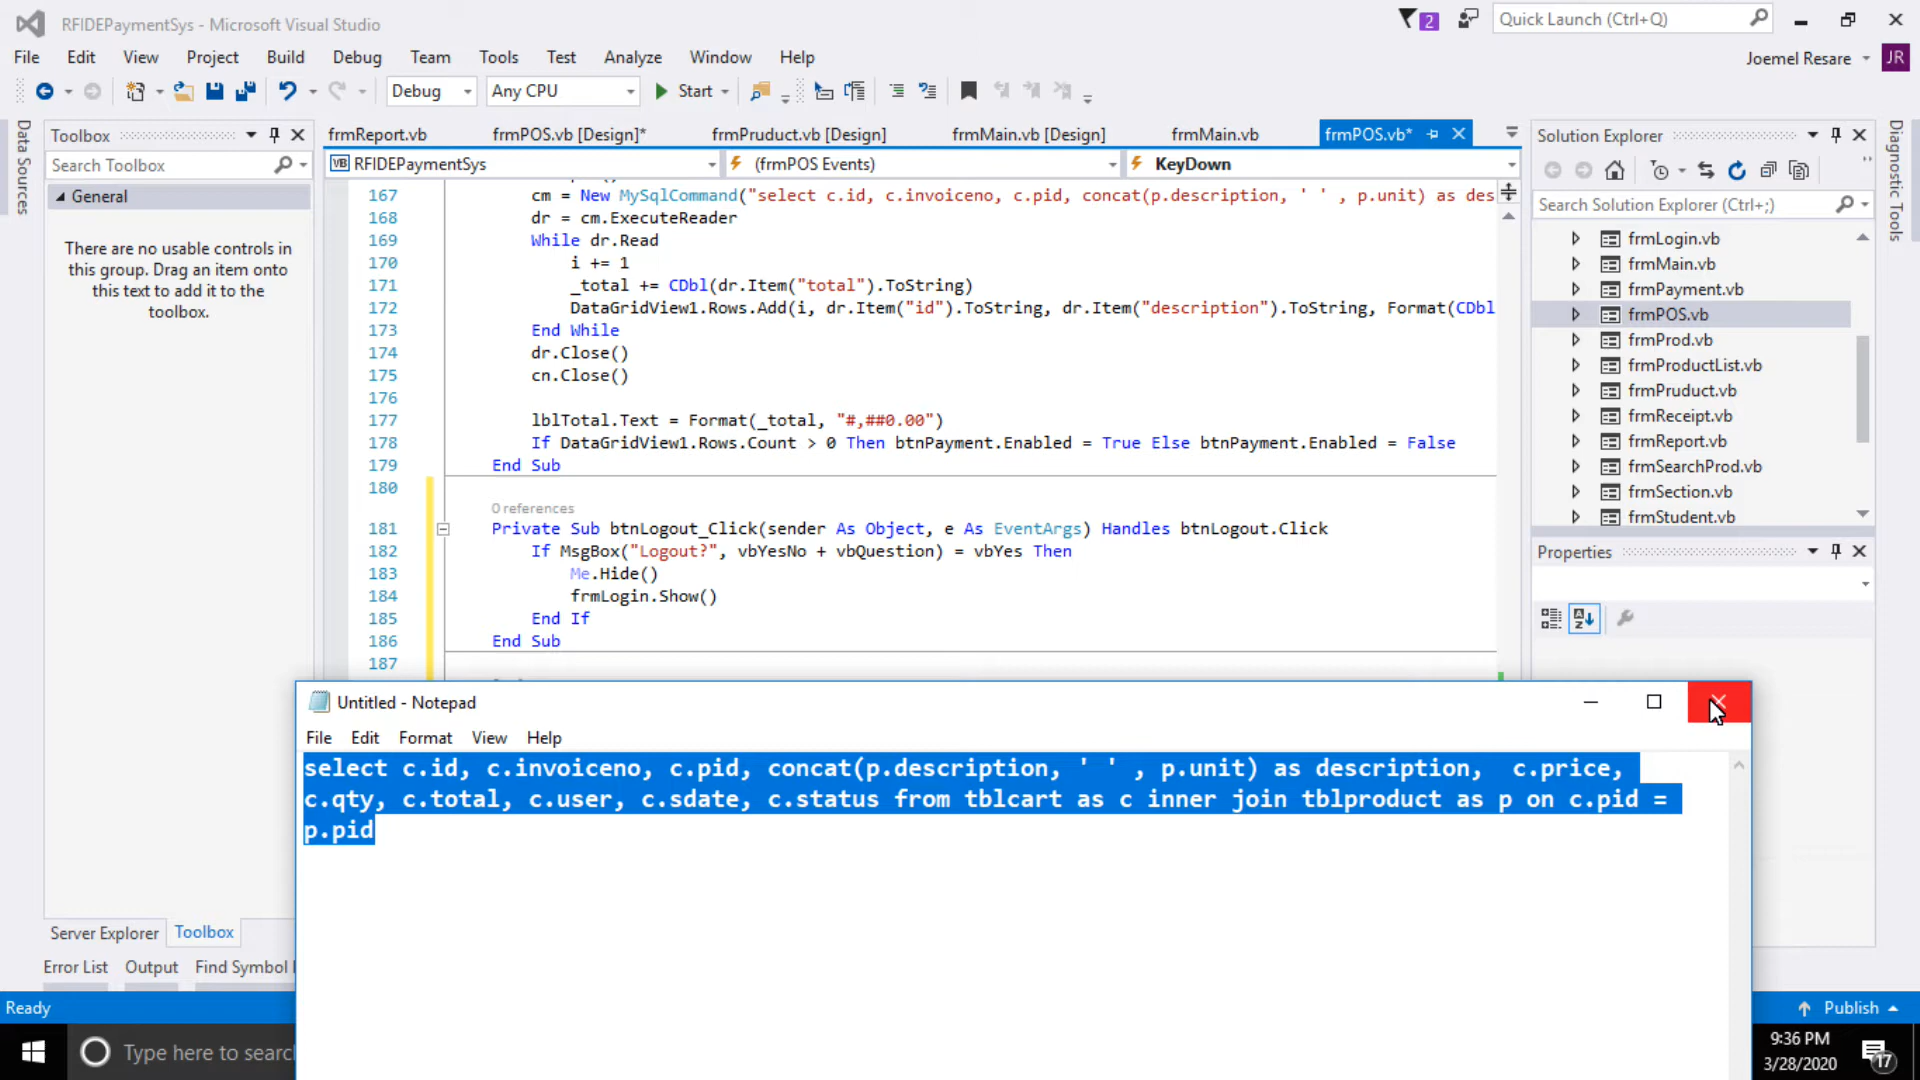 RFIDEPaymentSys - Microsoft Visual Studio
2
Quick Launch (Ctrl+Q)
File Edit View Project Build Debug Team Tools Test Analyze Window Help
Joemel Resare
JR
Debug
Any CPU
Start
Data Sources
Toolbox
Search Toolbox
General
There are no usable controls in
this group. Drag an item onto
this text to add it to the
toolbox.
Server Explorer
Toolbox
Error List
Output
Find Symbol
frmReport.vb
frmPOS.vb [Design]*
frmPruduct.vb [Design]
frmMain.vb [Design]
frmMain.vb
frmPOS.vb*
VB RFIDEPaymentSys
(frmPOS Events)
KeyDown
167 cm = New MySqlCommand("select c.id, c.invoiceno, c.pid, concat(p.description, ' ' , p.unit) as des
168 dr = cm.ExecuteReader
169 While dr.Read
170 i += 1
171 _total += CDbl(dr.Item("total").ToString)
172 DataGridView1.Rows.Add(i, dr.Item("id").ToString, dr.Item("description").ToString, Format(CDbl
173 End While
174 dr.Close()
175 cn.Close()
176
177 lblTotal.Text = Format(_total, "#,##0.00")
178 If DataGridView1.Rows.Count > 0 Then btnPayment.Enabled = True Else btnPayment.Enabled = False
179 End Sub
180
0 references
181 Private Sub btnLogout_Click(sender As Object, e As EventArgs) Handles btnLogout.Click
182 If MsgBox("Logout?", vbYesNo + vbQuestion) = vbYes Then
183 Me.Hide()
184 frmLogin.Show()
185 End If
186 End Sub
187
Solution Explorer
Search Solution Explorer (Ctrl+;)
frmLogin.vb
frmMain.vb
frmPayment.vb
frmPOS.vb
frmProd.vb
frmProductList.vb
frmPruduct.vb
frmReceipt.vb
frmReport.vb
frmSearchProd.vb
frmSection.vb
frmStudent.vb
Properties
Diagnostic Tools
Untitled - Notepad
File Edit Format View Help
select c.id, c.invoiceno, c.pid, concat(p.description, ' ' , p.unit) as description,  c.price,
c.qty, c.total, c.user, c.sdate, c.status from tblcart as c inner join tblproduct as p on c.pid =
p.pid
Ready
Publish
Type here to search
9:36 PM
3/28/2020
17